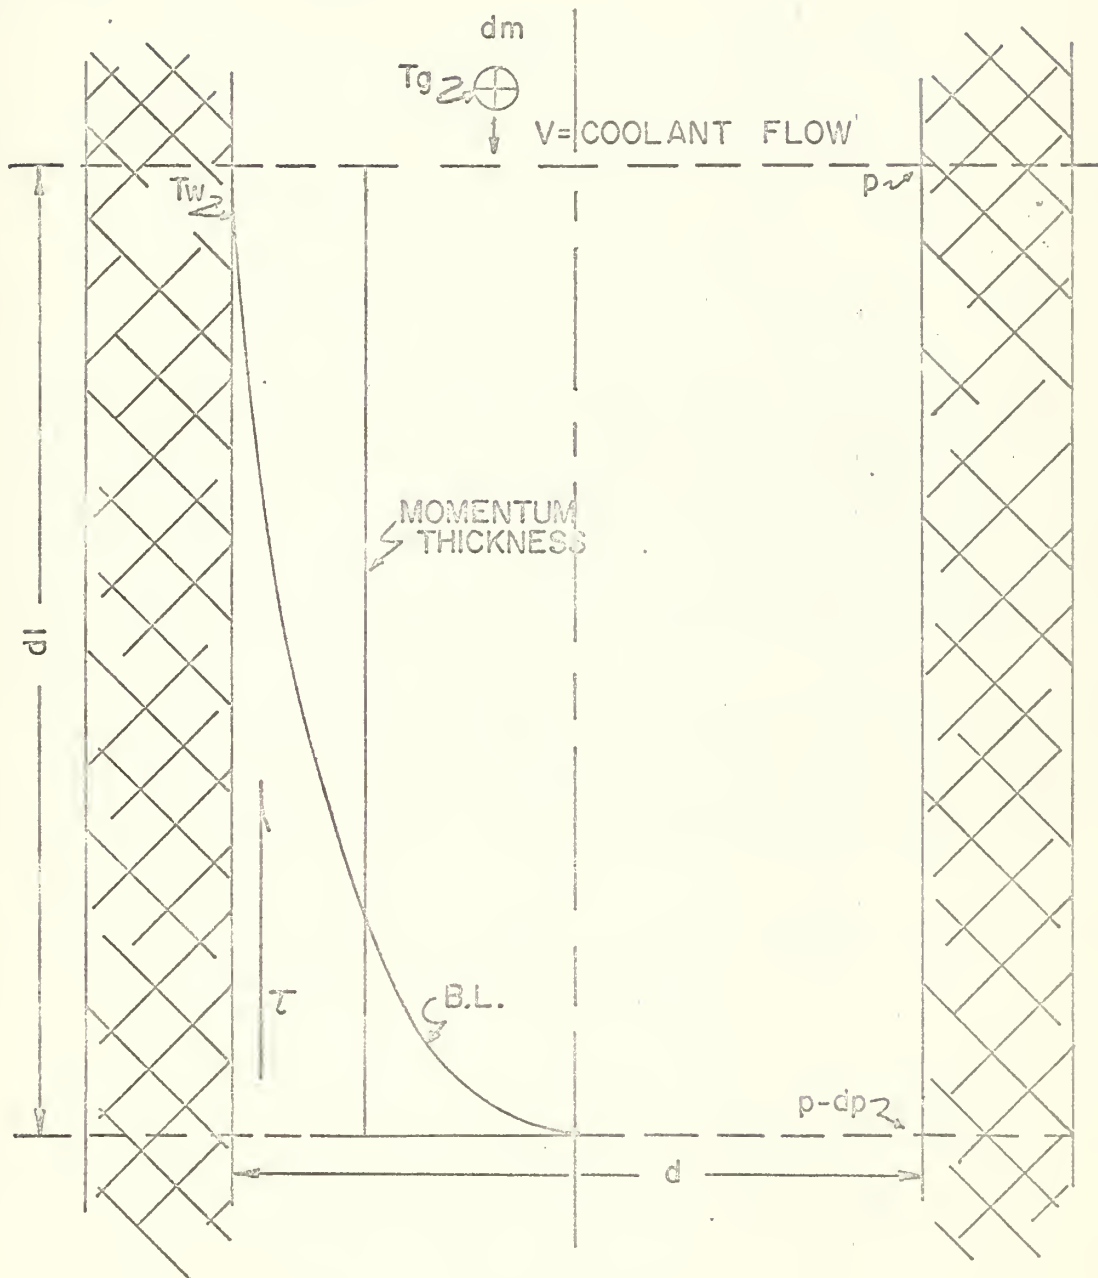 dm
Tg
V=COOLANT FLOW
Tw
p
MOMENTUM
THICKNESS
dl
τ
B.L.
p-dp
d